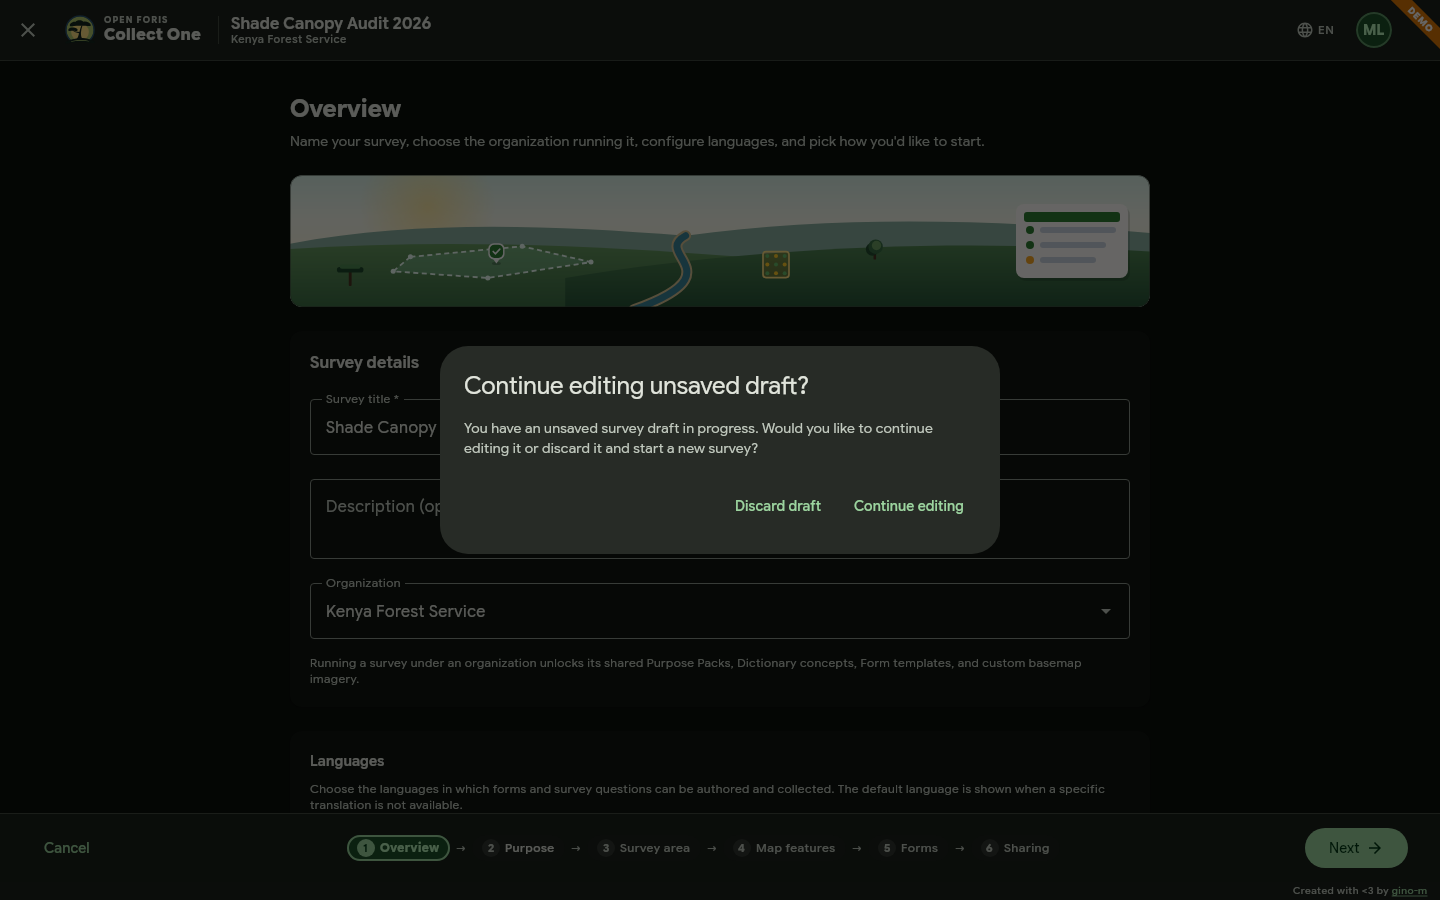 OPEN FORIS
Collect One
Shade Canopy Audit 2026
Kenya Forest Service
EN
ML
DEMO
Overview
Name your survey, choose the organization running it, configure languages, and pick how you'd like to start.
Survey details
Survey title *
Shade Canopy
Description (op
Continue editing unsaved draft?
You have an unsaved survey draft in progress. Would you like to continue
editing it or discard it and start a new survey?
Discard draft
Continue editing
Organization
Kenya Forest Service
Running a survey under an organization unlocks its shared Purpose Packs, Dictionary concepts, Form templates, and custom basemap
imagery.
Languages
Choose the languages in which forms and survey questions can be authored and collected. The default language is shown when a specific
translation is not available.
Cancel
1 Overview → 2 Purpose → 3 Survey area → 4 Map features → 5 Forms → 6 Sharing
Next →
Created with <3 by gino-m